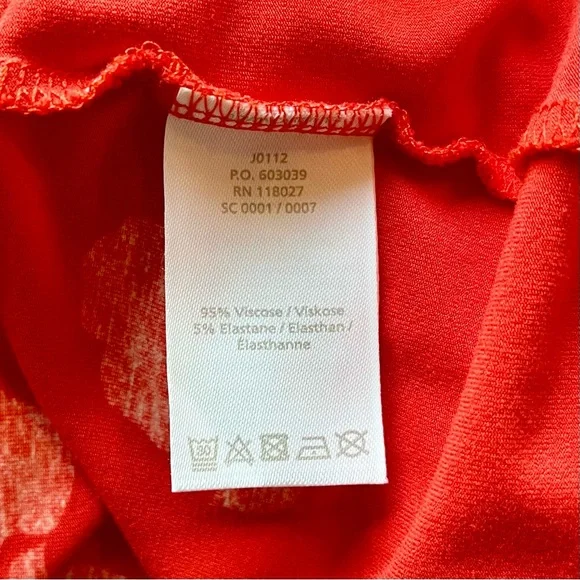 J0112
P.O. 603039
RN 118027
SC 0001 / 0007
95% Viscose / Viskose
5% Elastane / Elasthan /
Élasthanne
30